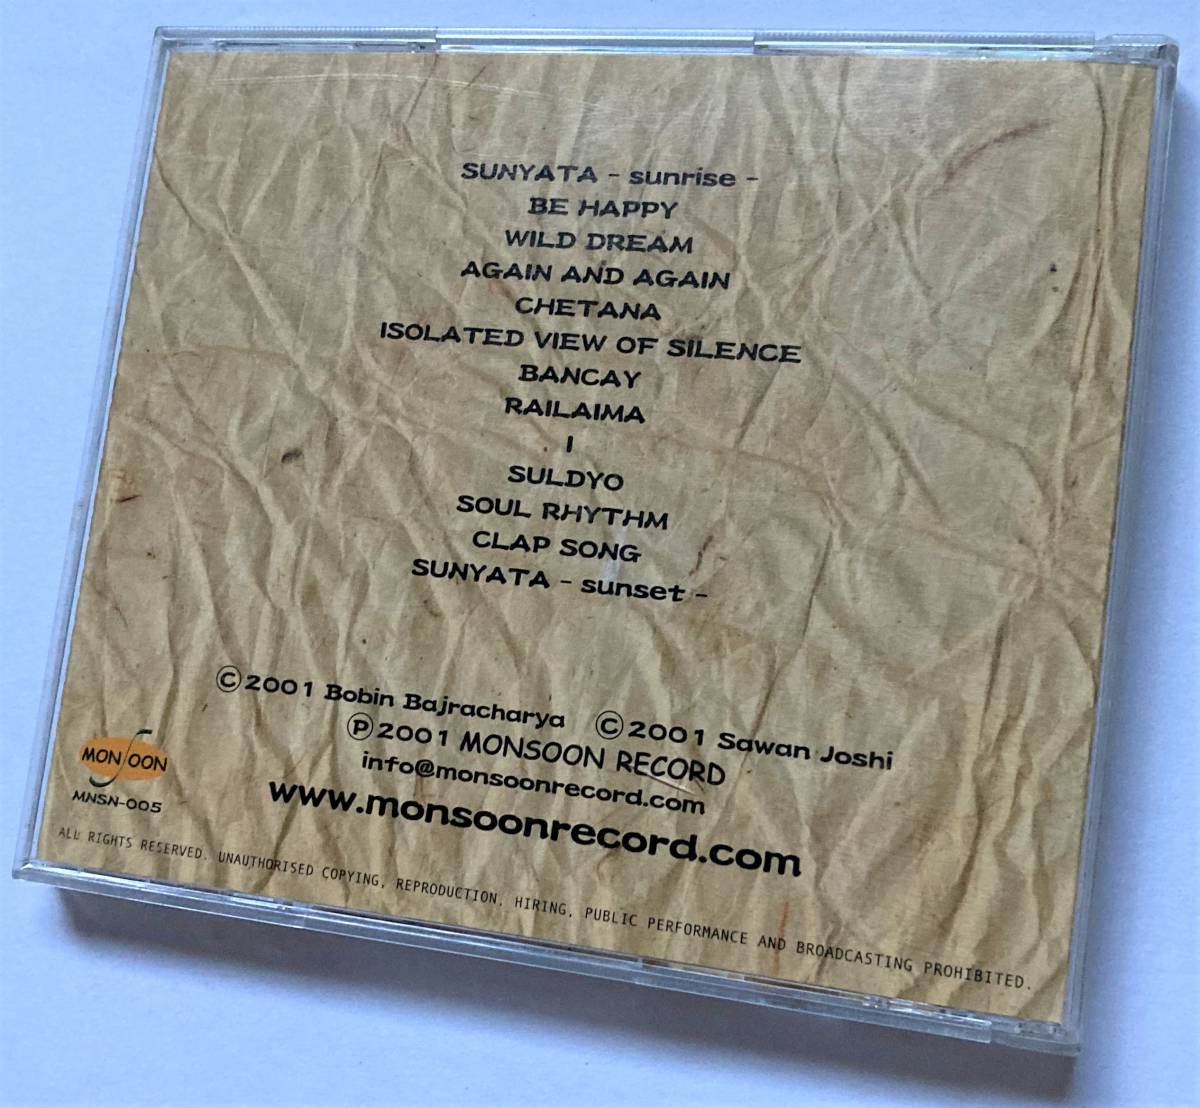 SUNYATA - sunrise -
BE HAPPY
WILD DREAM
AGAIN AND AGAIN
CHETANA
ISOLATED VIEW OF SILENCE
BANCAY
RAILAIMA
I
SULDYO
SOUL RHYTHM
CLAP SONG
SUNYATA - sunset -
©2001 Bobin Bajracharya ©2001 Sawan Joshi
℗2001 MONSOON RECORD
info@monsoonrecord.com
www.monsoonrecord.com
MONSOON
MNSN-005
ALL RIGHTS RESERVED. UNAUTHORISED COPYING, REPRODUCTION, HIRING, PUBLIC PERFORMANCE AND BROADCASTING PROHIBITED.